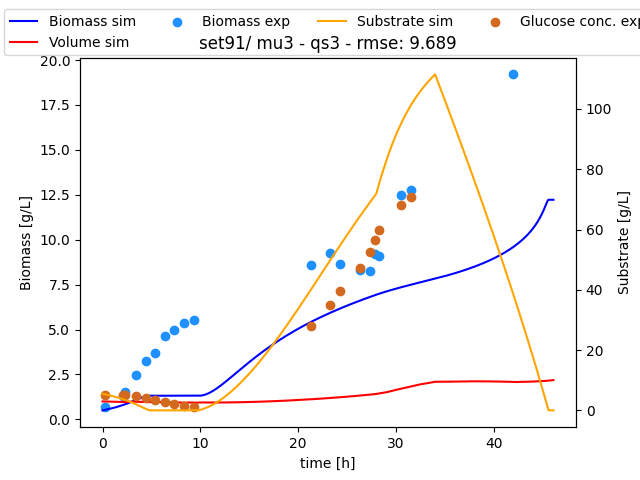 Biomass sim Biomass exp Substrate sim Glucose conc. exp
Volume sim
set91/ mu3 - qs3 - rmse: 9.689
20.0
17.5
15.0
12.5
10.0
7.5
5.0
2.5
0.0
Biomass [g/L]
100
80
60
40
20
0
Substrate [g/L]
0 10 20 30 40
time [h]